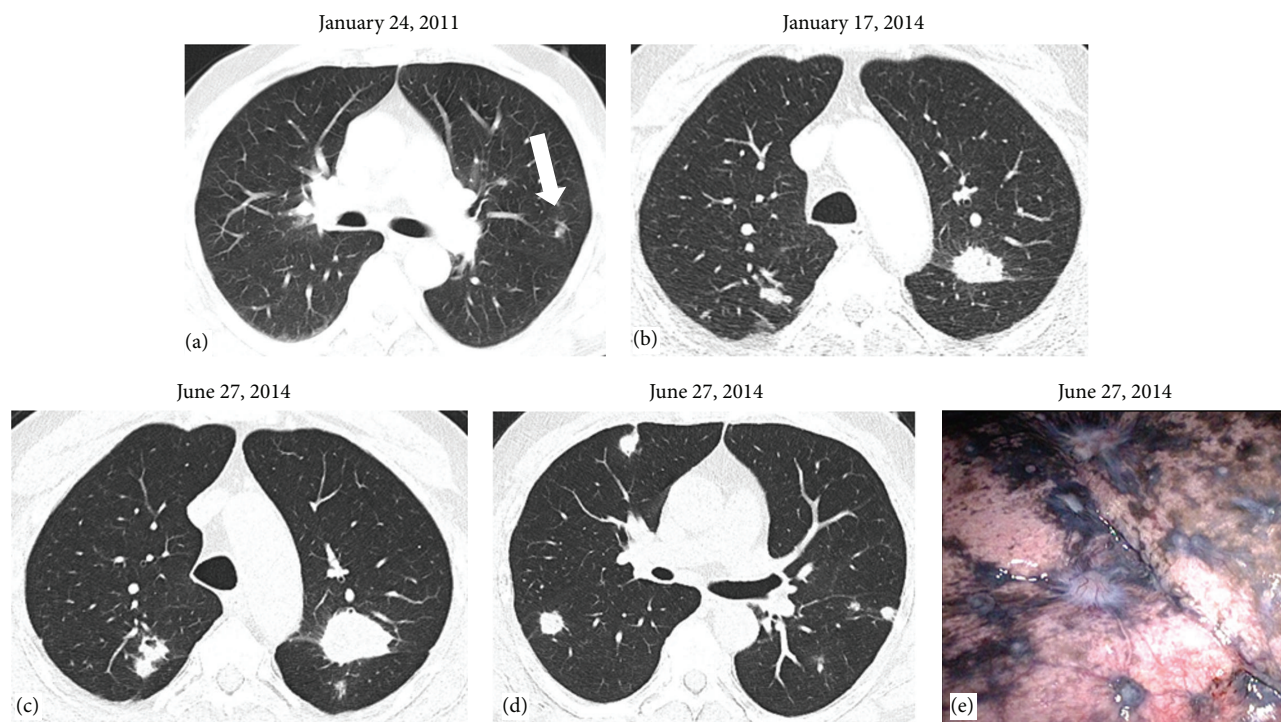 January 24, 2011
January 17, 2014
(a)
(b)
June 27, 2014
June 27, 2014
June 27, 2014
(c)
(d)
(e)